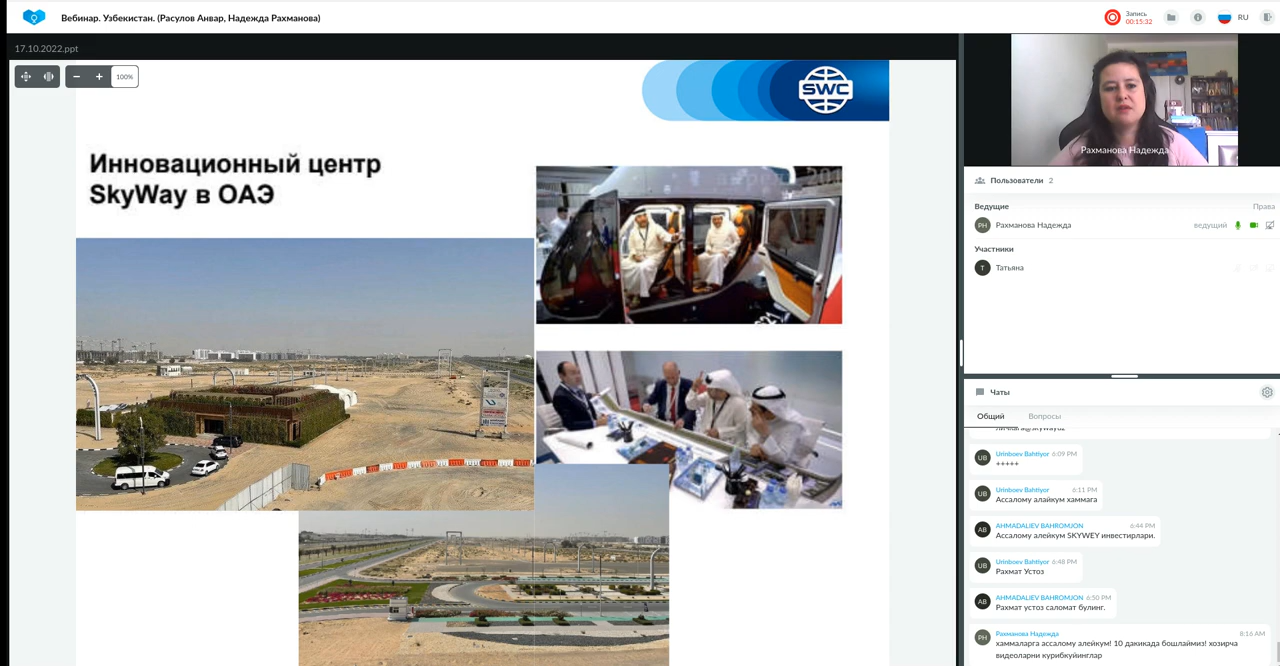 Вебинар. Узбекистан. (Расулов Анвар, Надежда Рахманова)
Запись
00:15:32
RU
17.10.2022.ppt
100%
SWC
Инновационный центр
SkyWay в ОАЭ
Рахманова Надежда
Пользователи 2
Ведущие Права
РН Рахманова Надежда ведущий
Участники
Т Татьяна
Чаты
Общий Вопросы
UB Urinboev Bahtiyor 6:09 PM
+++++
UB Urinboev Bahtiyor 6:11 PM
Ассалому алайкум хаммага
AB AHMADALIEV BAHROMJON 6:44 PM
Ассалому алейкум SKYWEY инвестирлари.
UB Urinboev Bahtiyor 6:48 PM
Рахмат Устоз
AB AHMADALIEV BAHROMJON 6:50 PM
Рахмат устоз саломат булинг.
РН Рахманова Надежда 8:16 AM
хаммаларга ассалому алейкум! 10 дакикада бошлаймиз! хозирча
видеоларни курибкуйинглар